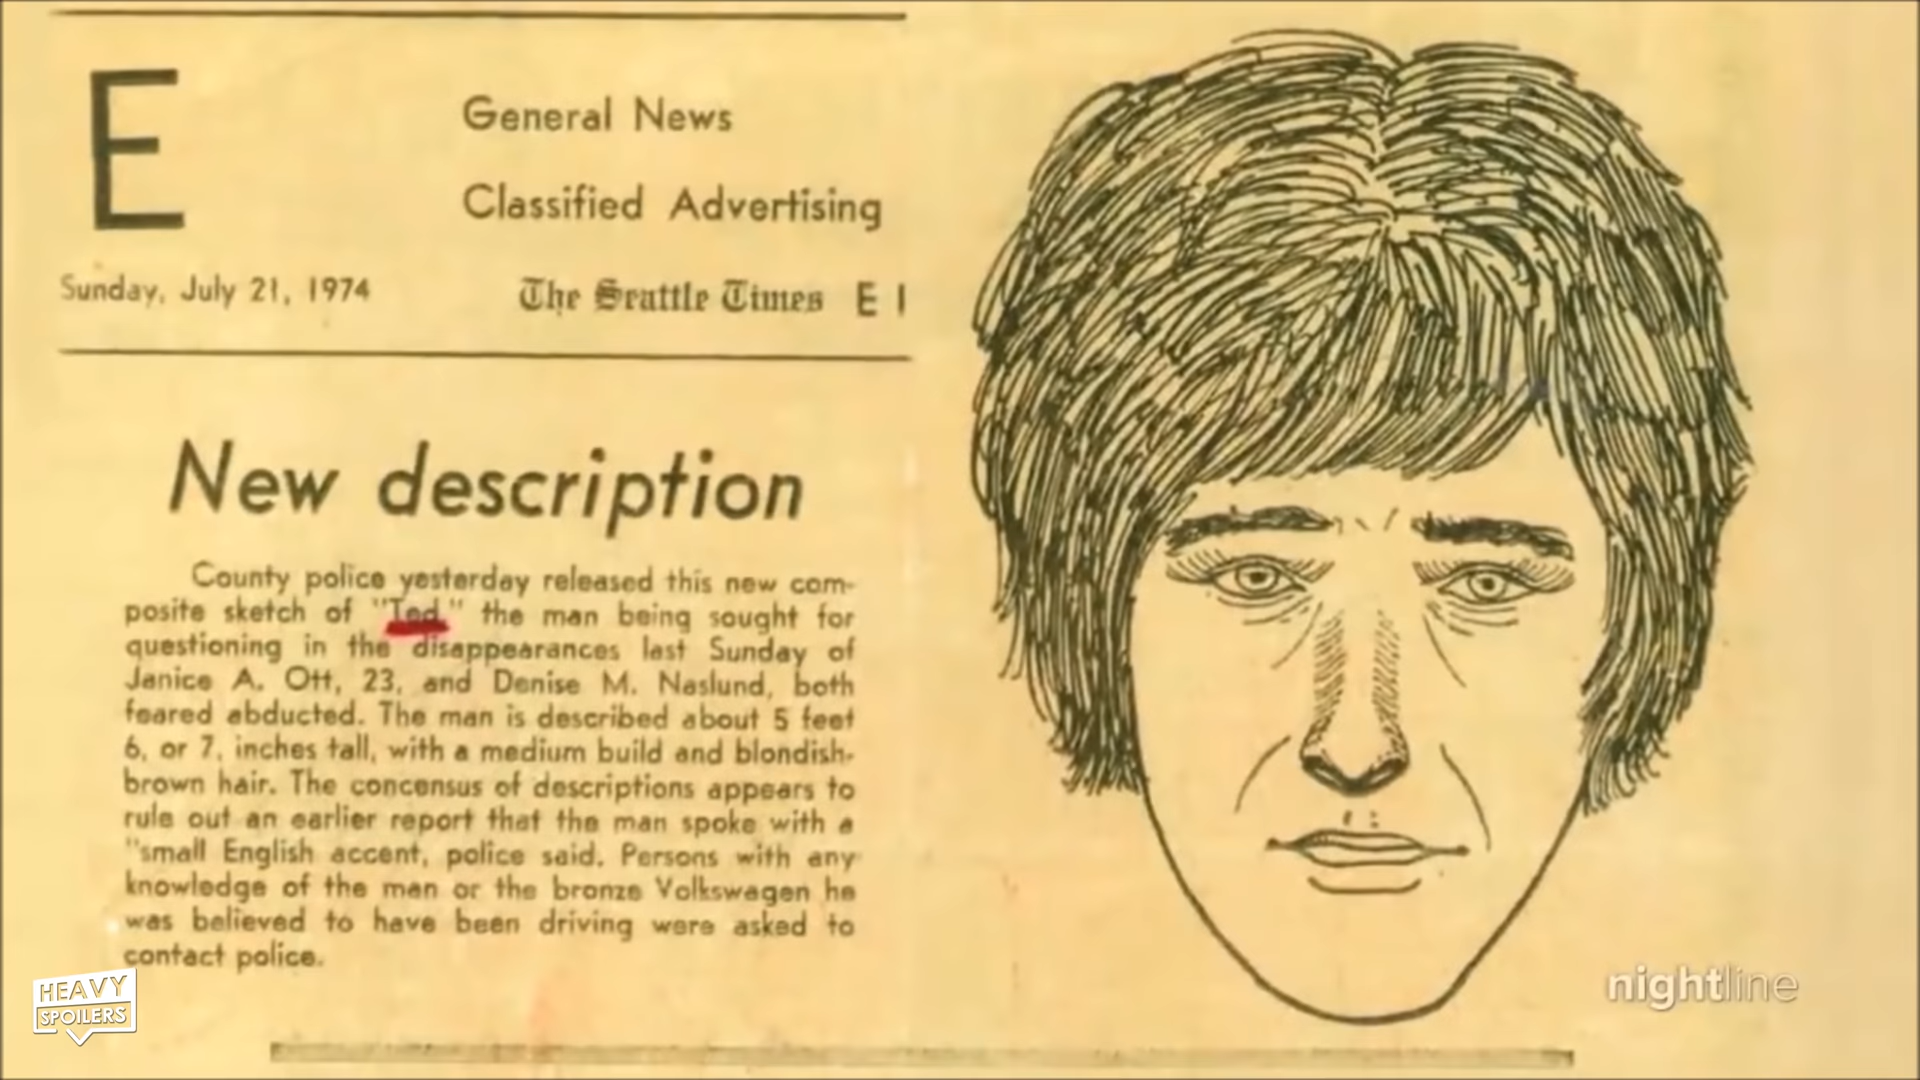 E
General News
Classified Advertising
Sunday, July 21, 1974
The Seattle Times E 1
New description
County police yesterday released this new com-
posite sketch of "Ted" the man being sought for
questioning in the disappearances last Sunday of
Janice A. Ott, 23, and Denise M. Naslund, both
feared abducted. The man is described about 5 feet
6, or 7, inches tall, with a medium build and blondish-
brown hair. The concensus of descriptions appears to
rule out an earlier report that the man spoke with a
"small English accent, police said. Persons with any
knowledge of the man or the bronze Volkswagen he
was believed to have been driving were asked to
contact police.
HEAVY
SPOILERS
nightline